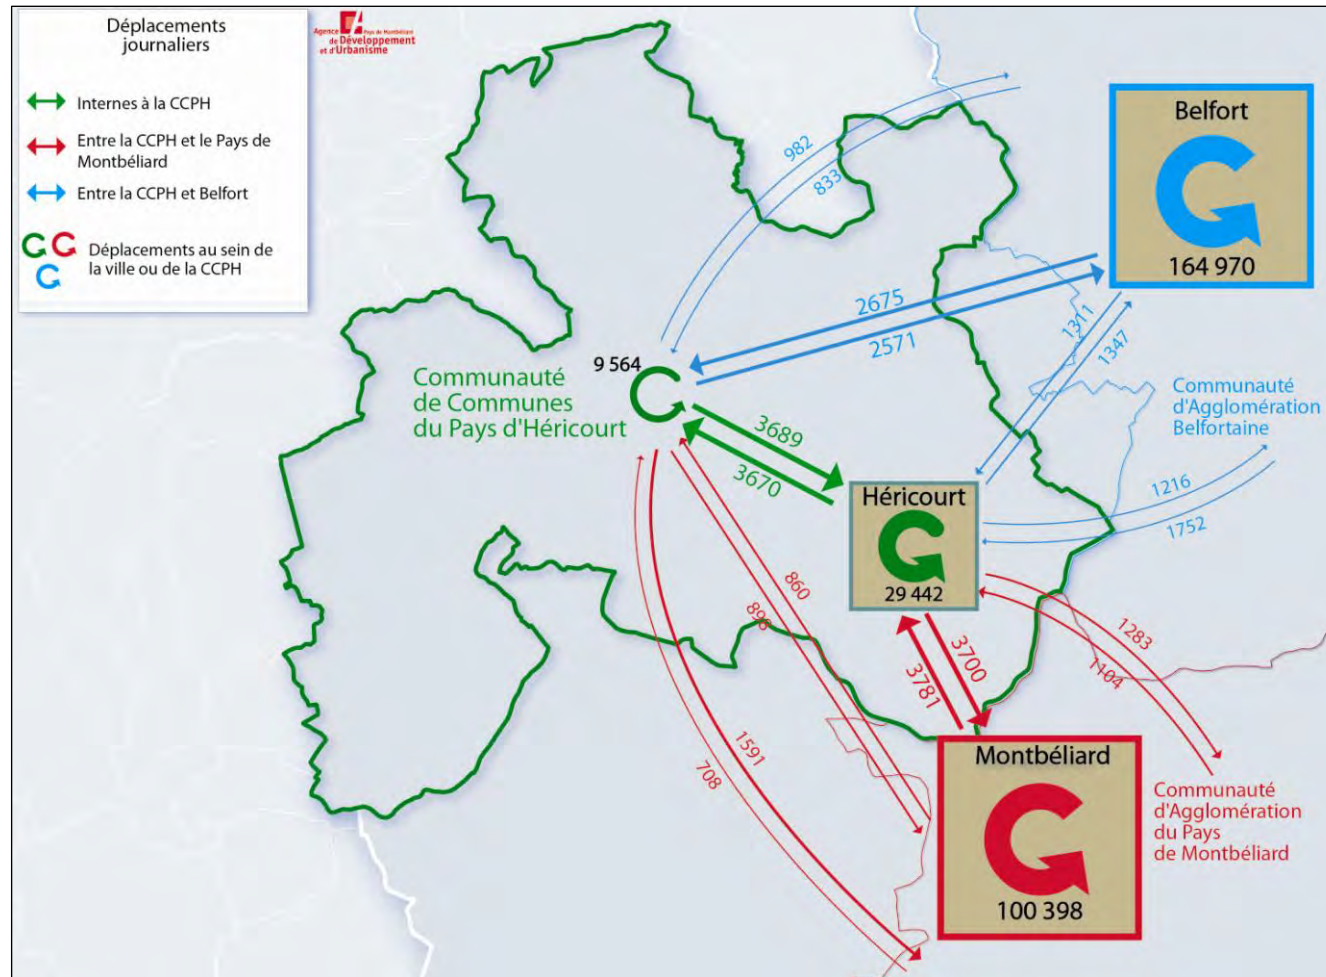 Déplacements
journaliers
Internes à la CCPH
Entre la CCPH et le Pays de
Montbéliard
Entre la CCPH et Belfort
Déplacements au sein de
la ville ou de la CCPH
Agence Pays de Montbéliard
de Développement
et d'Urbanisme
982
833
Belfort
164 970
2675
2571
1311
1347
9 564
Communauté
de Communes
du Pays d'Héricourt
Communauté
d'Agglomération
Belfortaine
3689
3670
Héricourt
29 442
1216
1752
860
898
3700
3781
1283
1104
1591
708
Montbéliard
100 398
Communauté
d'Agglomération
du Pays
de Montbéliard